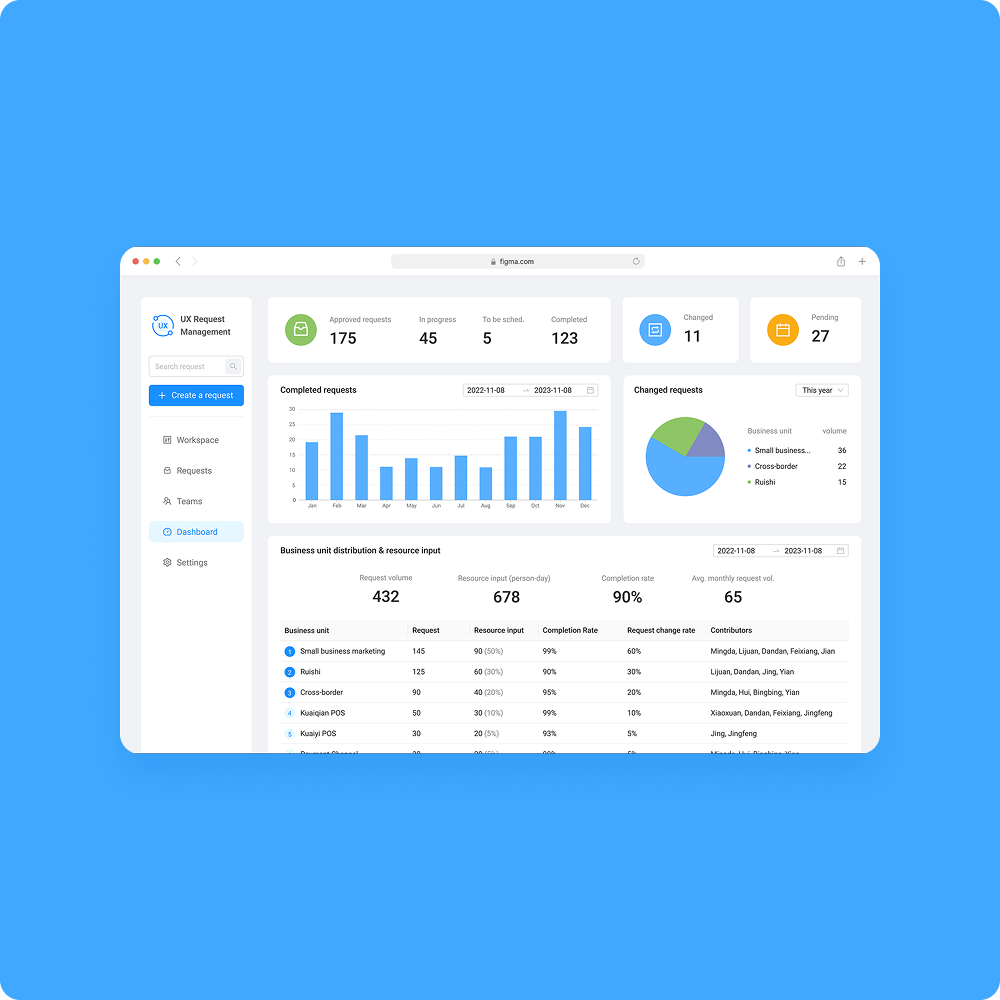 figma.com
UX
UX Request
Management
Search request
Create a request
Workspace
Requests
Teams
Dashboard
Settings
Approved requests
175
In progress
45
To be sched.
5
Completed
123
Changed
11
Pending
27
Completed requests
2022-11-08
2023-11-08
30
25
20
15
10
5
0
Jan Feb Mar Apr May Jun Jul Aug Sep Oct Nov Dec
Changed requests
This year
Business unit volume
Small business... 36
Cross-border 22
Ruishi 15
Business unit distribution & resource input
2022-11-08
2023-11-08
Request volume
432
Resource input (person-day)
678
Completion rate
90%
Avg. monthly request vol.
65
Business unit Request Resource input Completion Rate Request change rate Contributors
1 Small business marketing 145 90 (50%) 99% 60% Mingda, Lijuan, Dandan, Feixiang, Jian
2 Ruishi 125 60 (30%) 90% 30% Lijuan, Dandan, Jing, Yian
3 Cross-border 90 40 (20%) 95% 20% Mingda, Hui, Bingbing, Yian
4 Kuaiqian POS 50 30 (10%) 99% 10% Xiaoxuan, Dandan, Feixiang, Jingfeng
5 Kuaiyi POS 30 20 (5%) 93% 5% Jing, Jingfeng